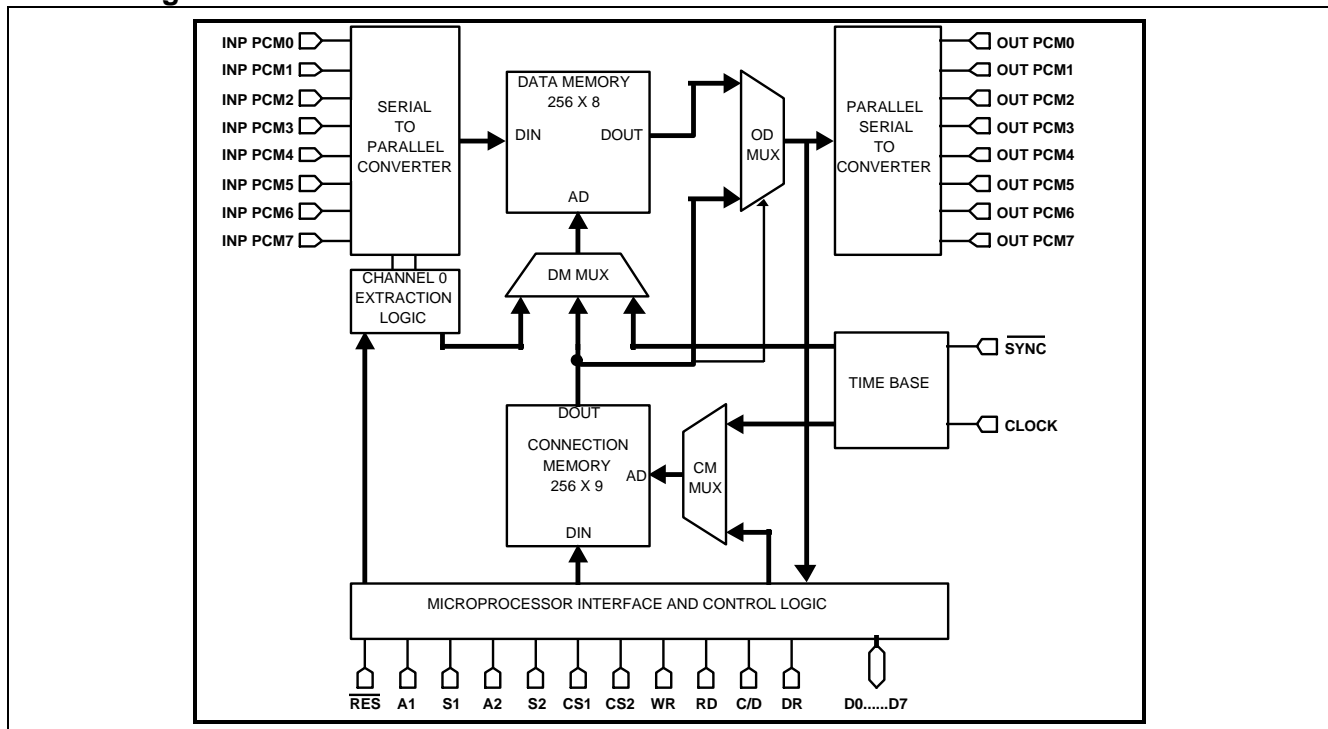 INP PCM0
INP PCM1
INP PCM2
INP PCM3
INP PCM4
INP PCM5
INP PCM6
INP PCM7
SERIAL
TO
PARALLEL
CONVERTER
CHANNEL 0
EXTRACTION
LOGIC
DATA MEMORY
256 X 8
DIN
DOUT
AD
DM MUX
OD
MUX
PARALLEL
SERIAL
TO
CONVERTER
OUT PCM0
OUT PCM1
OUT PCM2
OUT PCM3
OUT PCM4
OUT PCM5
OUT PCM6
OUT PCM7
TIME BASE
SYNC
CLOCK
DOUT
CONNECTION
MEMORY
256 X 9
AD
DIN
CM
MUX
MICROPROCESSOR INTERFACE AND CONTROL LOGIC
RES A1 S1 A2 S2 CS1 CS2 WR RD C/D DR D0......D7